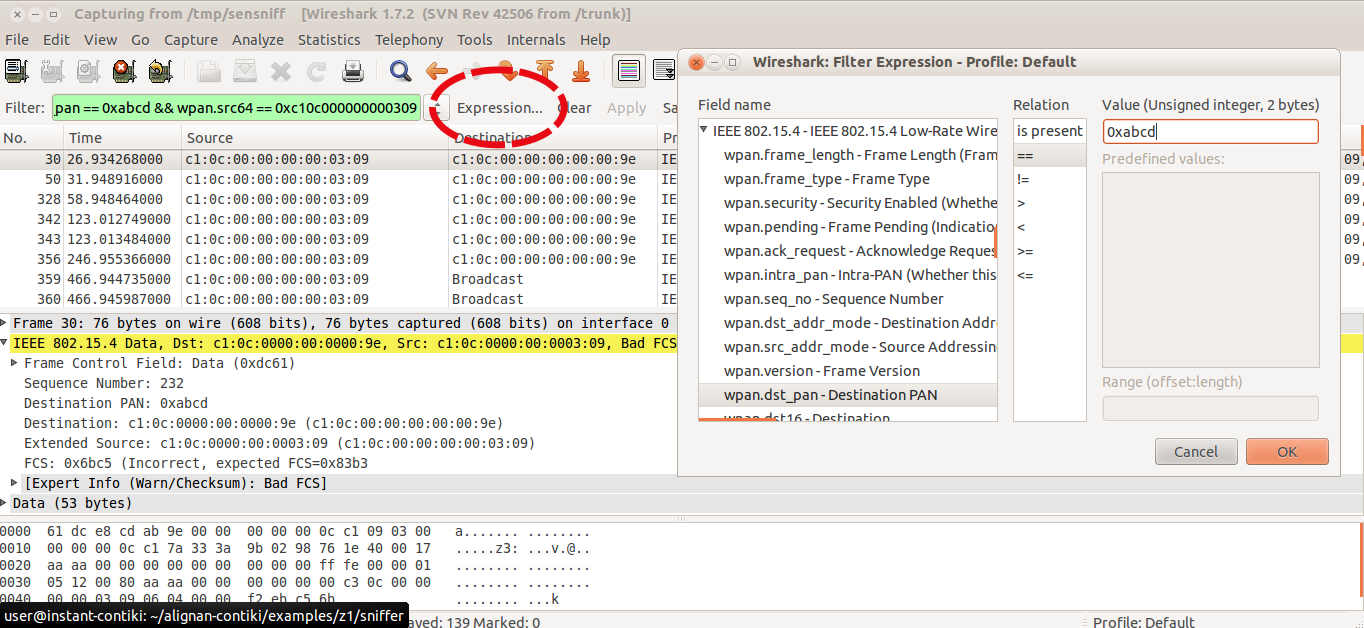 Capturing from /tmp/sensniff [Wireshark 1.7.2 (SVN Rev 42506 from /trunk)]
File Edit View Go Capture Analyze Statistics Telephony Tools Internals Help
Filter: pan == 0xabcd && wpan.src64 == 0xc10c000000000309 Expression... Clear Apply Sa
No. Time Source Destination Pr
30 26.934268000 c1:0c:00:00:00:00:03:09 c1:0c:00:00:00:00:00:9e IE 09,
50 31.948916000 c1:0c:00:00:00:00:03:09 c1:0c:00:00:00:00:00:9e IE 09,
328 58.948464000 c1:0c:00:00:00:00:03:09 c1:0c:00:00:00:00:00:9e IE 09,
342 123.012749000 c1:0c:00:00:00:00:03:09 c1:0c:00:00:00:00:00:9e IE 09,
343 123.013484000 c1:0c:00:00:00:00:03:09 c1:0c:00:00:00:00:00:9e IE 09,
356 246.955366000 c1:0c:00:00:00:00:03:09 c1:0c:00:00:00:00:00:9e IE 09,
359 466.944735000 c1:0c:00:00:00:00:03:09 Broadcast IE
360 466.945987000 c1:0c:00:00:00:00:03:09 Broadcast IE
Frame 30: 76 bytes on wire (608 bits), 76 bytes captured (608 bits) on interface 0
IEEE 802.15.4 Data, Dst: c1:0c:0000:00:0000:9e, Src: c1:0c:0000:00:0003:09, Bad FCS
Frame Control Field: Data (0xdc61)
Sequence Number: 232
Destination PAN: 0xabcd
Destination: c1:0c:00:00:0000:9e (c1:0c:00:00:00:00:00:9e)
Extended Source: c1:0c:00:00:0003:09 (c1:0c:00:00:00:00:03:09)
FCS: 0x6bc5 (Incorrect, expected FCS=0x83b3
[Expert Info (Warn/Checksum): Bad FCS]
Data (53 bytes)
0000 61 dc e8 cd ab 9e 00 00 00 00 00 0c c1 09 03 00 a....... ........
0010 00 00 00 0c c1 7a 33 3a 9b 02 98 76 1e 40 00 17 .....z3: ...v.@..
0020 aa aa 00 00 00 00 00 00 00 00 ff fe 00 00 01 ........ ........
0030 05 12 00 80 aa aa 00 00 00 00 00 00 c3 0c 00 00 ........ ........
0040 00 00 03 09 06 04 00 00 f2 eb c5 6b ........ ...k
user@instant-contiki: ~/alignan-contiki/examples/z1/sniffer
aved: 139 Marked: 0
Profile: Default
Wireshark: Filter Expression - Profile: Default
Field name
IEEE 802.15.4 - IEEE 802.15.4 Low-Rate Wire
wpan.frame_length - Frame Length (Fram
wpan.frame_type - Frame Type
wpan.security - Security Enabled (Whethe
wpan.pending - Frame Pending (Indicatio
wpan.ack_request - Acknowledge Reques
wpan.intra_pan - Intra-PAN (Whether this
wpan.seq_no - Sequence Number
wpan.dst_addr_mode - Destination Addr
wpan.src_addr_mode - Source Addressin
wpan.version - Frame Version
wpan.dst_pan - Destination PAN
wpan.dst16 - Destination
Relation
is present
==
!=
>
<
>=
<=
Value (Unsigned integer, 2 bytes)
0xabcd
Predefined values:
Range (offset:length)
Cancel OK